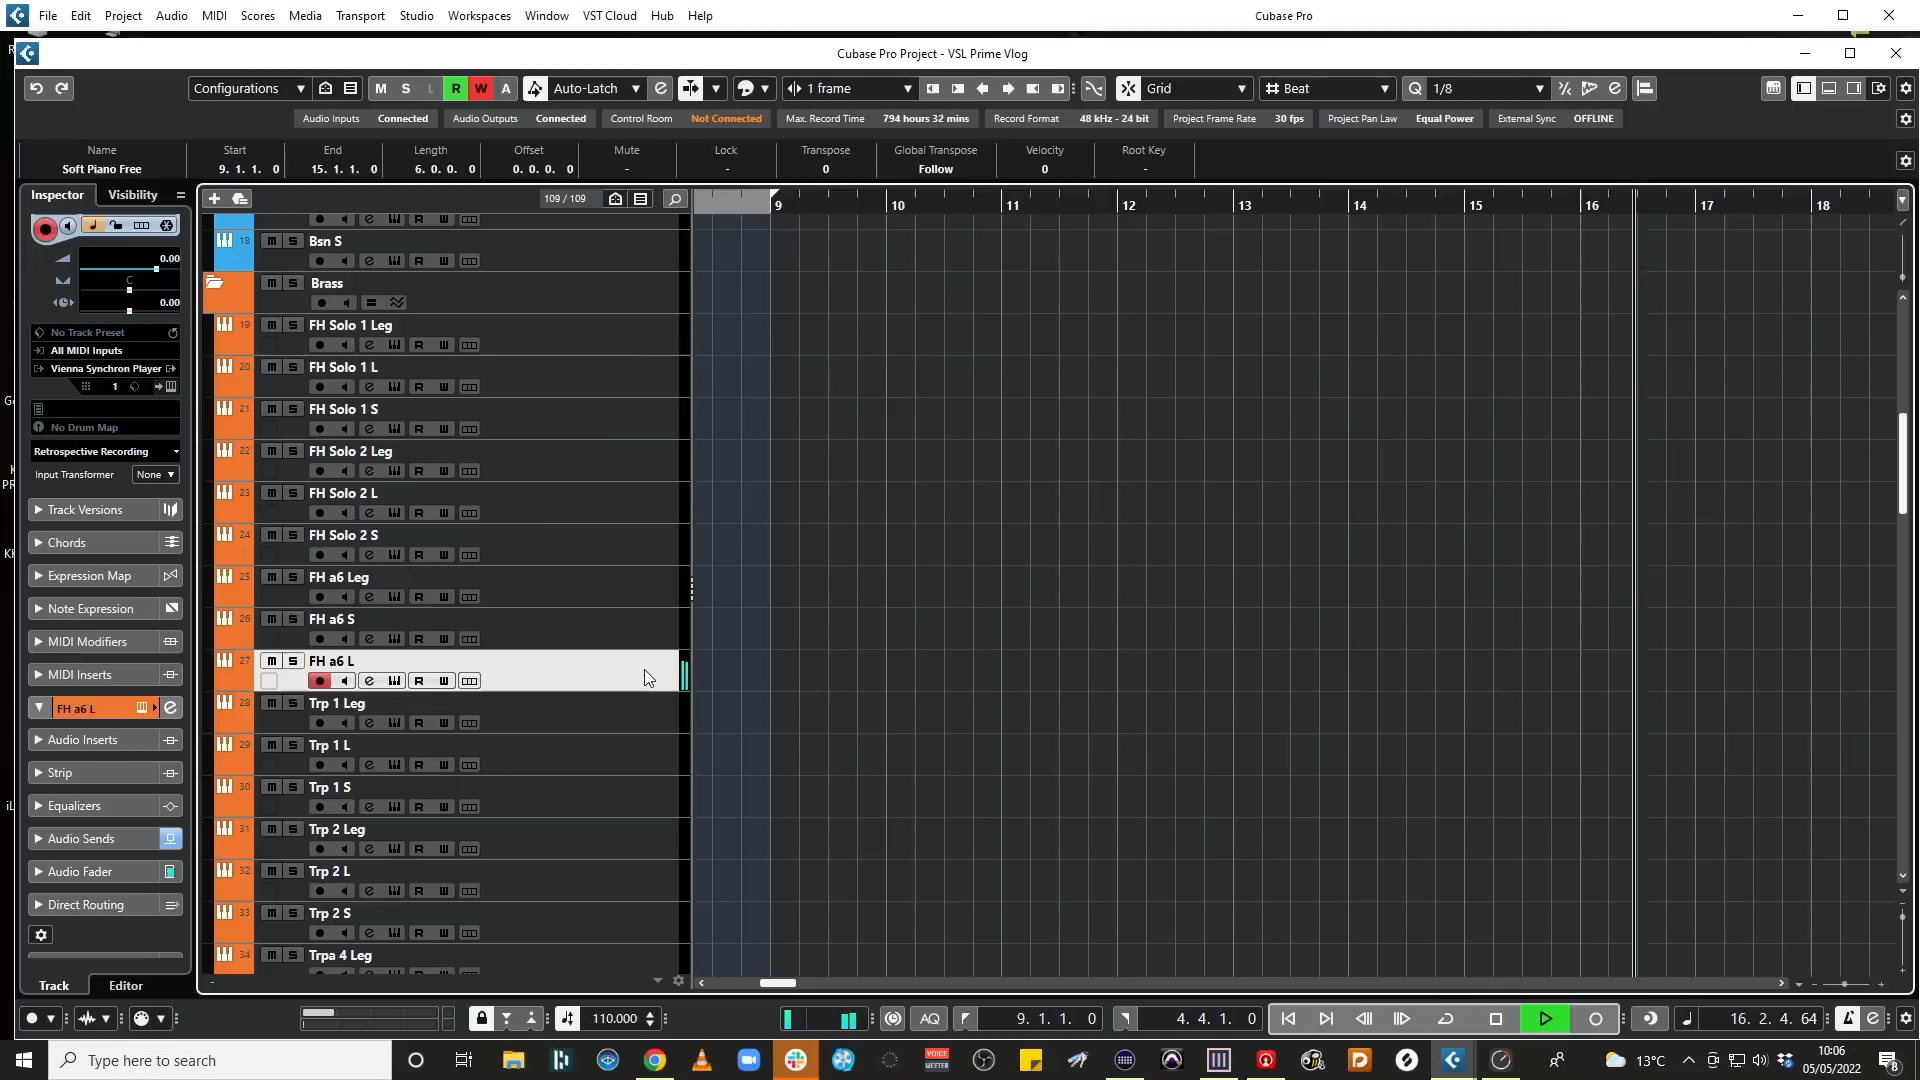 File Edit Project Audio MIDI Scores Media Transport Studio Workspaces Window VST Cloud Hub Help Cubase Pro
Cubase Pro Project - VSL Prime Vlog
Configurations M S L R W A Auto-Latch 1 frame Grid Beat Q 1/8
Audio Inputs Connected Audio Outputs Connected Control Room Not Connected Max. Record Time 794 hours 32 mins Record Format 48 kHz - 24 bit Project Frame Rate 30 fps Project Pan Law Equal Power External Sync OFFLINE
Name Start End Length Offset Mute Lock Transpose Global Transpose Velocity Root Key
Soft Piano Free 9. 1. 1. 0 15. 1. 1. 0 6. 0. 0. 0 0. 0. 0. 0 - - 0 Follow 0 -
Inspector Visibility
109 / 109
9 10 11 12 13 14 15 16 17 18
0.00
C
0.00
No Track Preset
All MIDI Inputs
Vienna Synchron Player
1
No Drum Map
Retrospective Recording
Input Transformer None
Track Versions
Chords
Expression Map
Note Expression
MIDI Modifiers
MIDI Inserts
FH a6 L
Audio Inserts
Strip
Equalizers
Audio Sends
Audio Fader
Direct Routing
Track Editor
18 m S Bsn S
R W
m S Brass
19 m S FH Solo 1 Leg
R W
20 m S FH Solo 1 L
R W
21 m S FH Solo 1 S
R W
22 m S FH Solo 2 Leg
R W
23 m S FH Solo 2 L
R W
24 m S FH Solo 2 S
R W
25 m S FH a6 Leg
R W
26 m S FH a6 S
R W
27 m S FH a6 L
R W
28 m S Trp 1 Leg
R W
29 m S Trp 1 L
R W
30 m S Trp 1 S
R W
31 m S Trp 2 Leg
R W
32 m S Trp 2 L
R W
33 m S Trp 2 S
R W
34 m S Trpa 4 Leg
110.000 AQ 9. 1. 1. 0 4. 4. 1. 0 16. 2. 4. 64
Type here to search
VOICE MEETER
13°C
10:06
05/05/2022
8